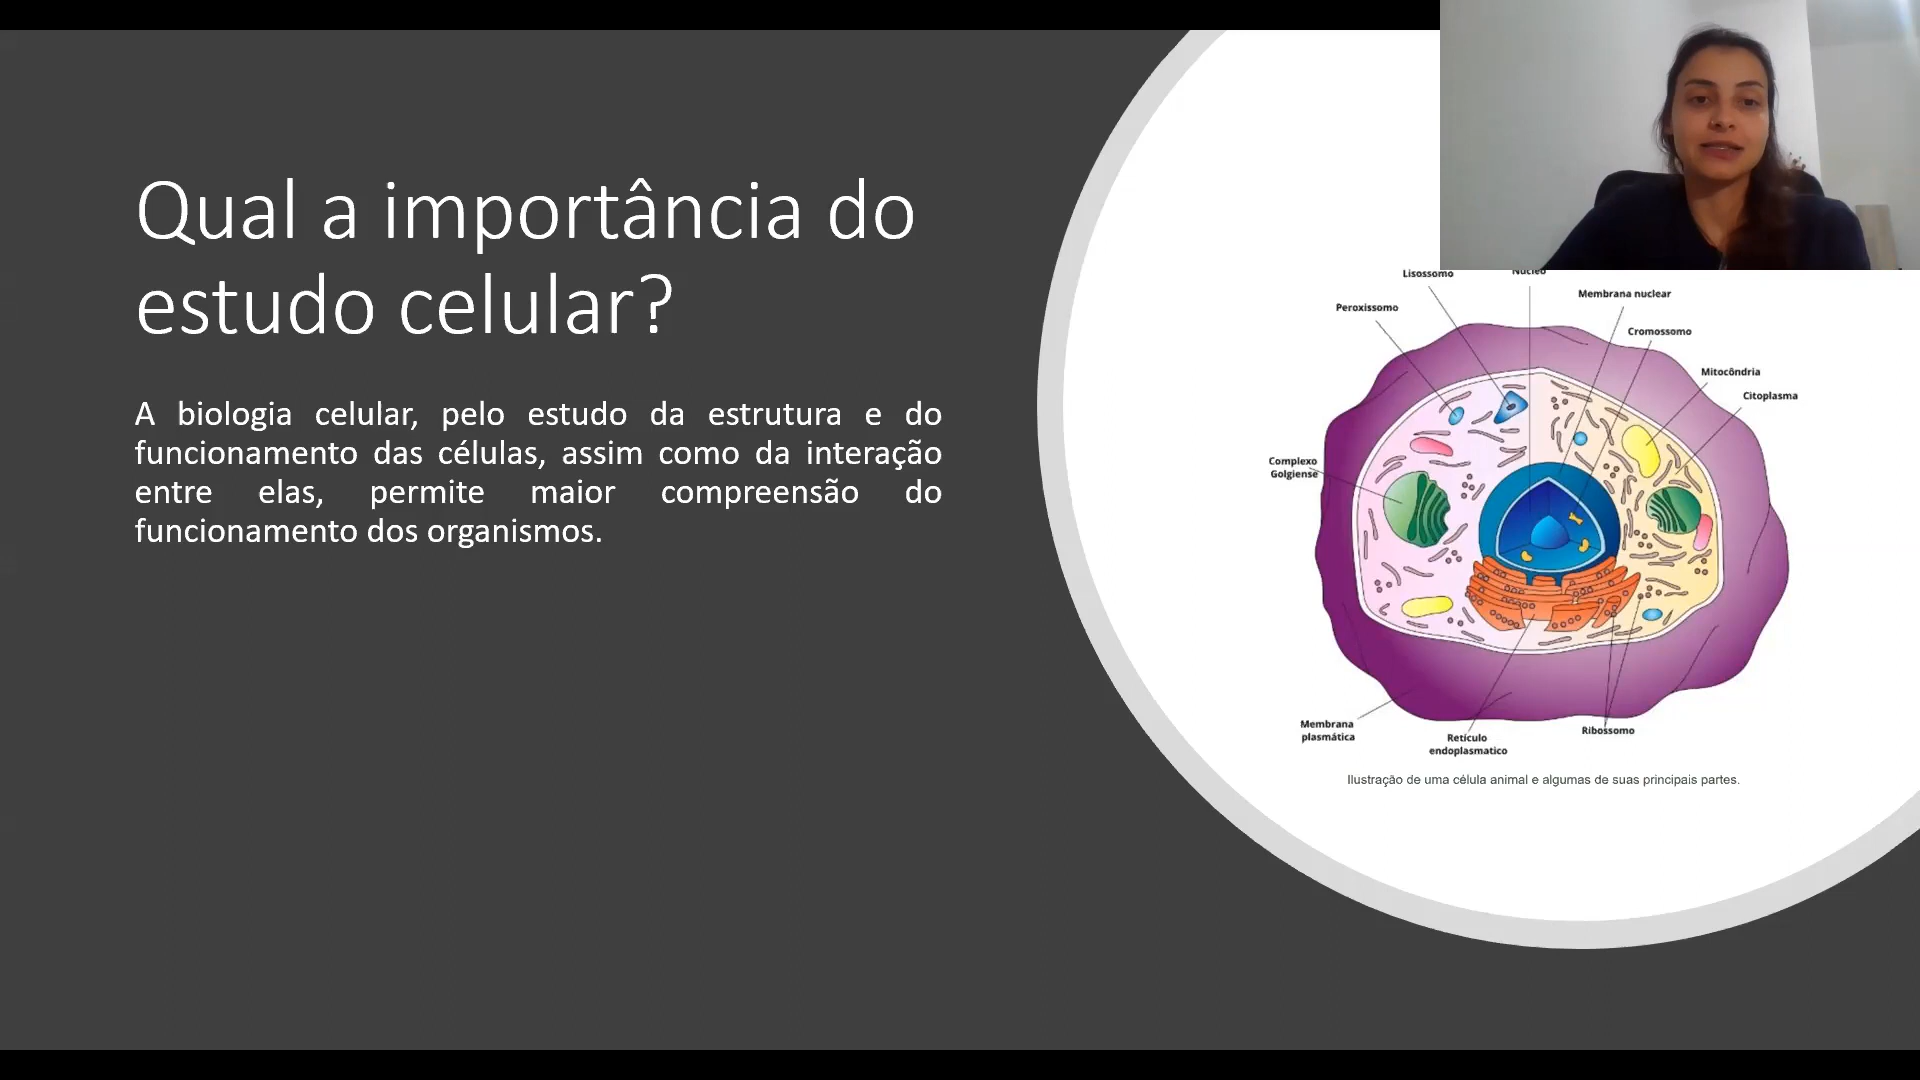 Qual a importância do
estudo celular?
A biologia celular, pelo estudo da estrutura e do
funcionamento das células, assim como da interação
entre elas, permite maior compreensão do
funcionamento dos organismos.
Lisossomo
Núcleo
Membrana nuclear
Peroxissomo
Cromossomo
Mitocôndria
Citoplasma
Complexo
Golgiense
Membrana
plasmática
Retículo
endoplasmatico
Ribossomo
Ilustração de uma célula animal e algumas de suas principais partes.